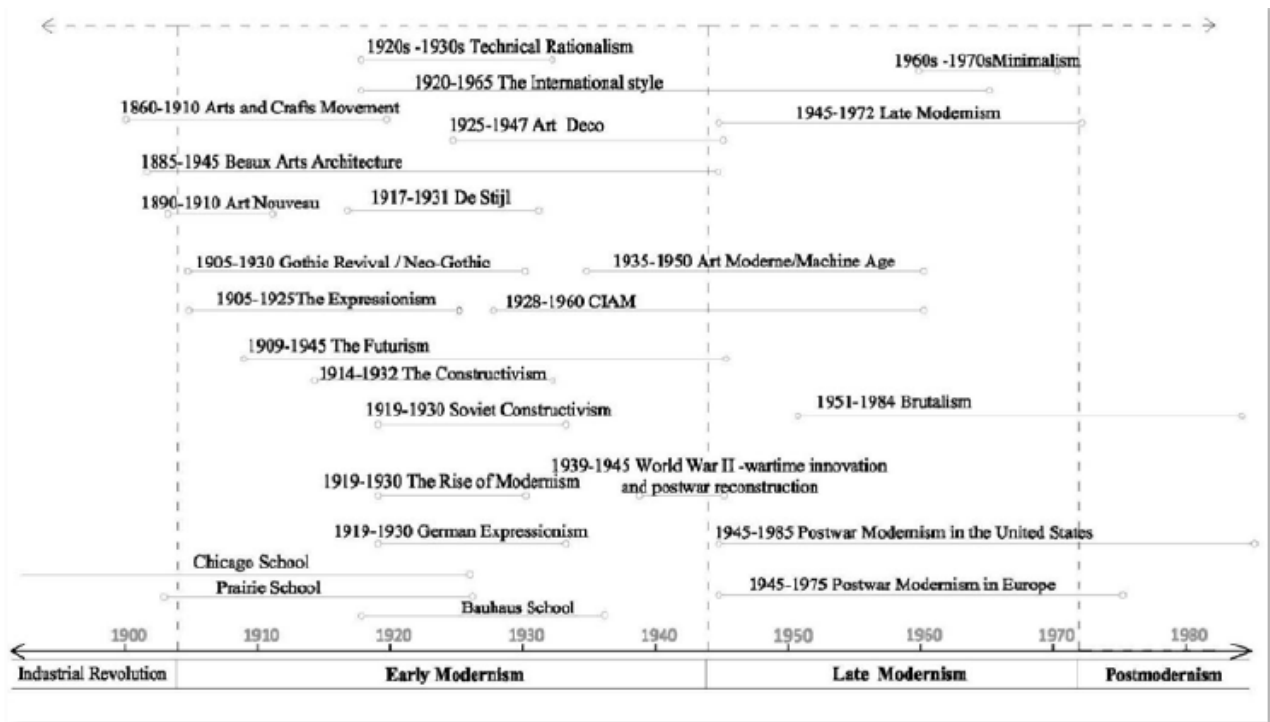 1920s -1930s Technical Rationalism
1960s -1970sMinimalism
1920-1965 The International style
1860-1910 Arts and Crafts Movement
1945-1972 Late Modernism
1925-1947 Art Deco
1885-1945 Beaux Arts Architecture
1890-1910 Art Nouveau
1917-1931 De Stijl
1905-1930 Gothic Revival / Neo-Gothic
1935-1950 Art Moderne/Machine Age
1905-1925The Expressionism
1928-1960 CIAM
1909-1945 The Futurism
1914-1932 The Constructivism
1951-1984 Brutalism
1919-1930 Soviet Constructivism
1939-1945 World War II -wartime innovation
and postwar reconstruction
1919-1930 The Rise of Modernism
1919-1930 German Expressionism
1945-1985 Postwar Modernism in the United States
Chicago School
Prairie School
1945-1975 Postwar Modernism in Europe
Bauhaus School
1900 1910 1920 1930 1940 1950 1960 1970 1980
Industrial Revolution Early Modernism Late Modernism Postmodernism